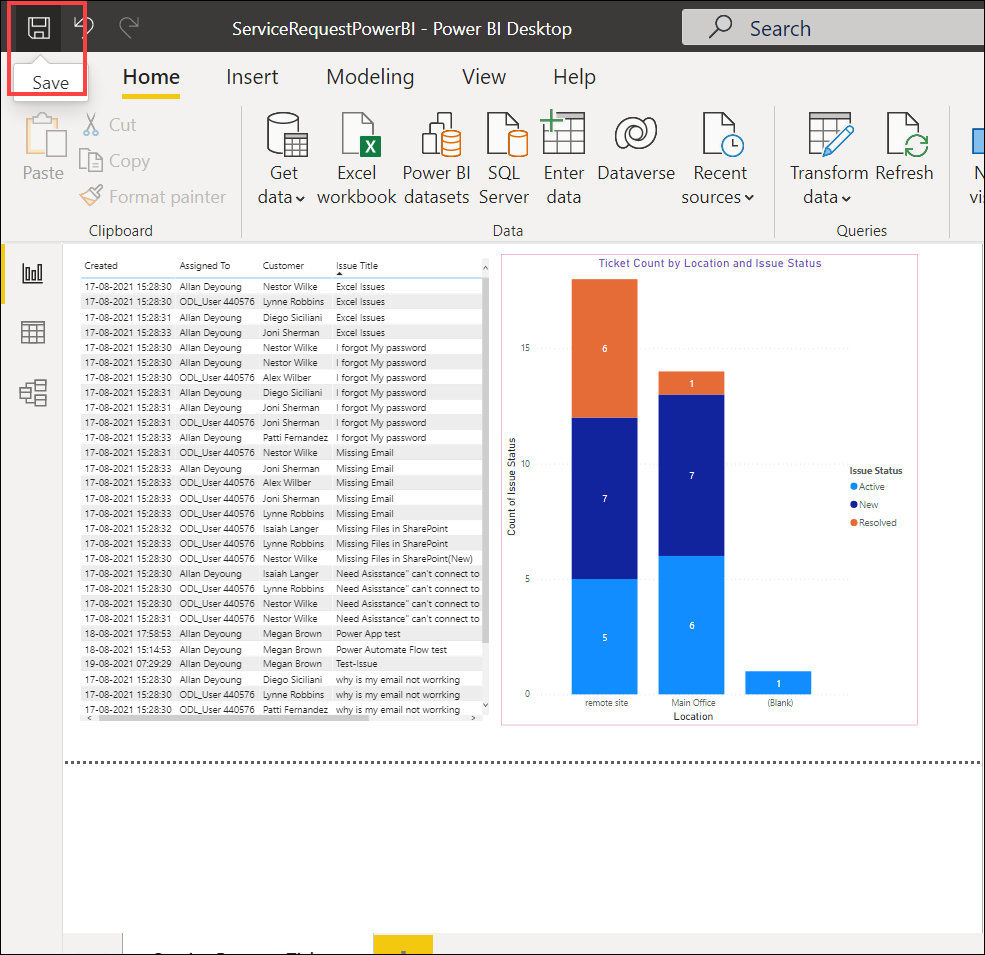 ServiceRequestPowerBI - Power BI Desktop
Search
Save
Home Insert Modeling View Help
Cut
Copy
Format painter
Paste
Clipboard
Get data
Excel workbook
Power BI datasets
SQL Server
Enter data
Dataverse
Recent sources
Data
Transform data
Refresh
Queries
Created Assigned To Customer Issue Title
17-08-2021 15:28:30 Allan Deyoung Nestor Wilke Excel Issues
17-08-2021 15:28:30 ODL_User 440576 Lynne Robbins Excel Issues
17-08-2021 15:28:31 Allan Deyoung Diego Siciliani Excel Issues
17-08-2021 15:28:33 Allan Deyoung Joni Sherman Excel Issues
17-08-2021 15:28:30 Allan Deyoung Nestor Wilke I forgot My password
17-08-2021 15:28:30 Allan Deyoung Nestor Wilke I forgot My password
17-08-2021 15:28:30 ODL_User 440576 Alex Wilber I forgot My password
17-08-2021 15:28:31 Allan Deyoung Diego Siciliani I forgot My password
17-08-2021 15:28:31 Allan Deyoung Joni Sherman I forgot My password
17-08-2021 15:28:31 ODL_User 440576 Joni Sherman I forgot My password
17-08-2021 15:28:33 Allan Deyoung Patti Fernandez I forgot My password
17-08-2021 15:28:31 ODL_User 440576 Nestor Wilke Missing Email
17-08-2021 15:28:33 Allan Deyoung Joni Sherman Missing Email
17-08-2021 15:28:33 ODL_User 440576 Alex Wilber Missing Email
17-08-2021 15:28:33 ODL_User 440576 Joni Sherman Missing Email
17-08-2021 15:28:33 ODL_User 440576 Lynne Robbins Missing Email
17-08-2021 15:28:32 ODL_User 440576 Isaiah Langer Missing Files in SharePoint
17-08-2021 15:28:33 ODL_User 440576 Lynne Robbins Missing Files in SharePoint
17-08-2021 15:28:30 ODL_User 440576 Nestor Wilke Missing Files in SharePoint(New)
17-08-2021 15:28:30 Allan Deyoung Isaiah Langer Need Asisstance" can't connect to
17-08-2021 15:28:30 ODL_User 440576 Lynne Robbins Need Asisstance" can't connect to
17-08-2021 15:28:30 ODL_User 440576 Nestor Wilke Need Asisstance" can't connect to
17-08-2021 15:28:31 ODL_User 440576 Nestor Wilke Need Asisstance" can't connect to
18-08-2021 17:58:53 Allan Deyoung Megan Brown Power App test
18-08-2021 15:14:53 Allan Deyoung Megan Brown Power Automate Flow test
19-08-2021 07:29:29 Allan Deyoung Megan Brown Test-Issue
17-08-2021 15:28:30 Allan Deyoung Diego Siciliani why is my email not worrking
17-08-2021 15:28:30 ODL_User 440576 Lynne Robbins why is my email not worrking
17-08-2021 15:28:30 ODL_User 440576 Patti Fernandez why is my email not worrking
Ticket Count by Location and Issue Status
Count of Issue Status
15
10
5
0
6
7
5
1
7
6
1
remote site
Main Office
(Blank)
Location
Issue Status
Active
New
Resolved